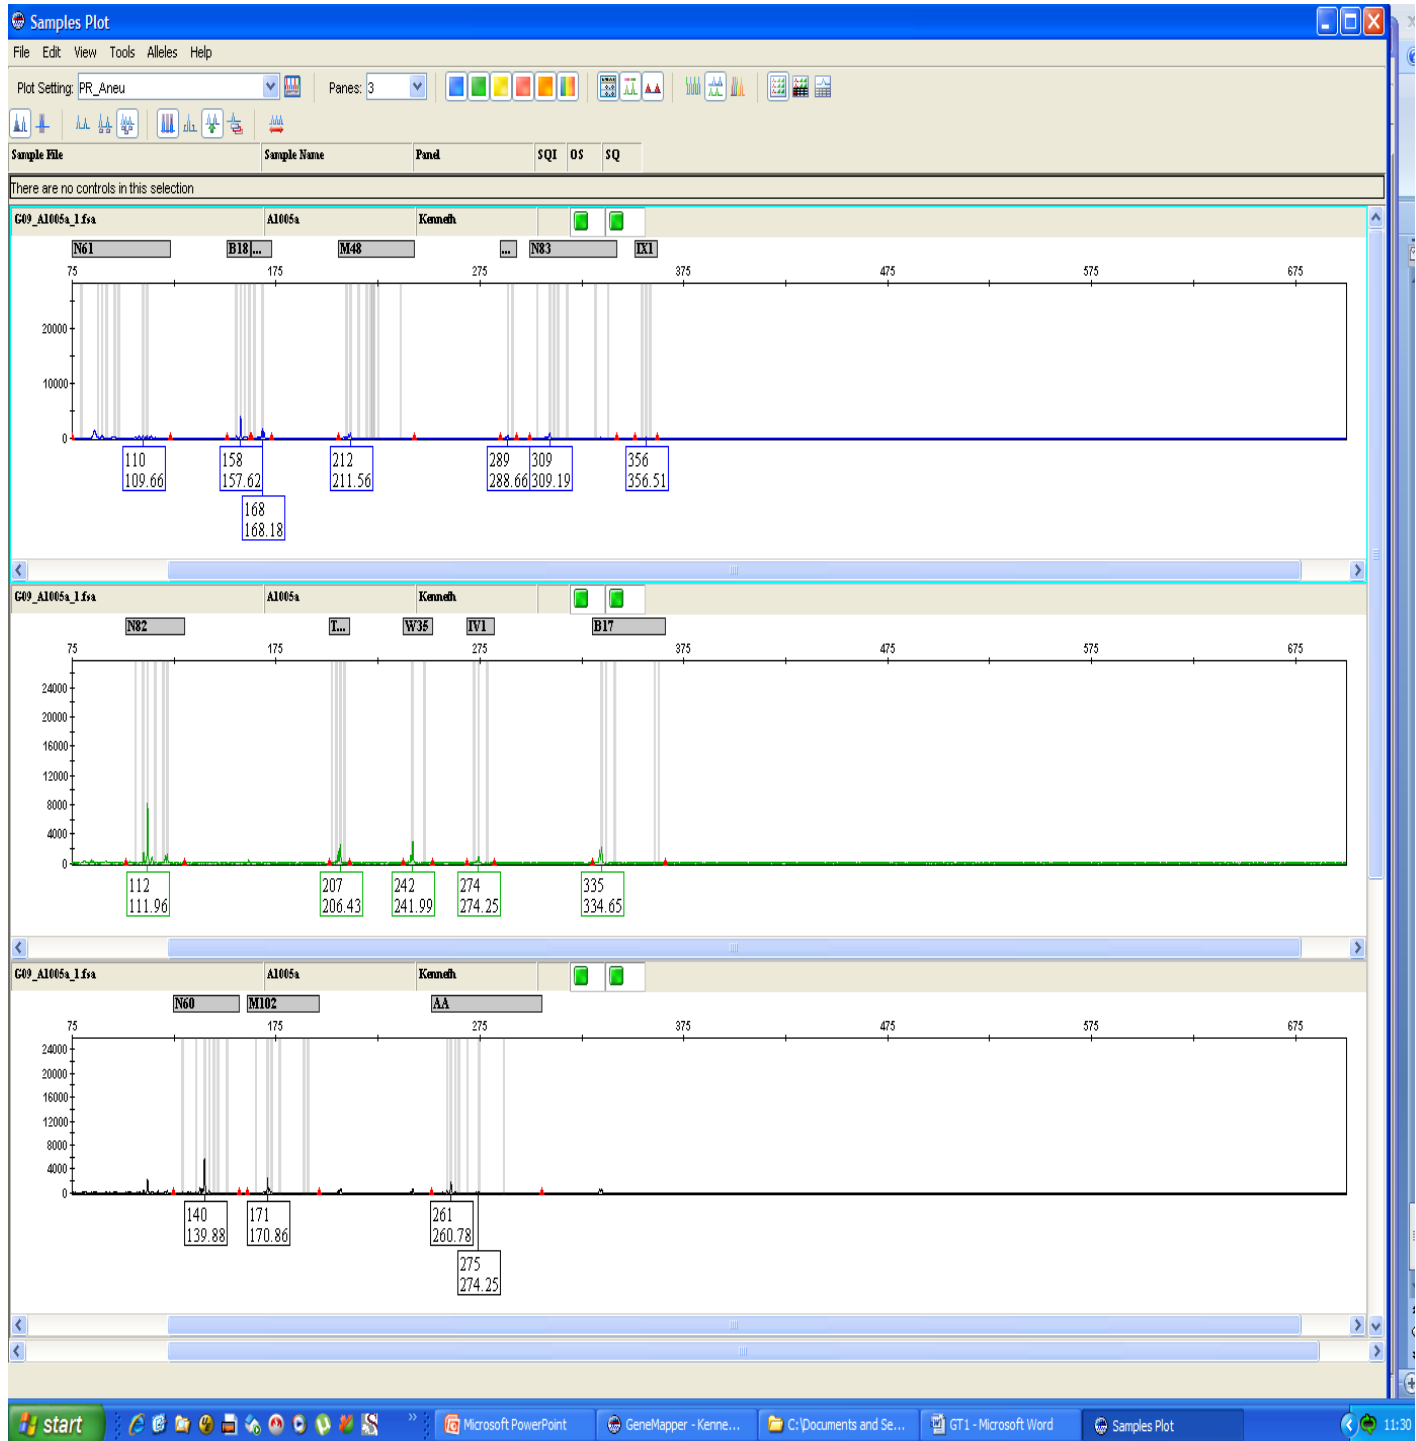 Samples Plot
File Edit View Tools Alleles Help
Plot Setting: PR_Aneu Panes: 3
Sample File Sample Name Panel SQI OS SQ
There are no controls in this selection
G09_A1005a_1.fsa A1005a Kenneth
N61 B18 ... M48 ... N83 IX1
75 175 275 375 475 575 675
20000
10000
0
110 158 212 289 309 356
109.66 157.62 211.56 288.66 309.19 356.51
168
168.18
G09_A1005a_1.fsa A1005a Kenneth
N82 T... W35 IV1 B17
75 175 275 375 475 575 675
24000
20000
16000
12000
8000
4000
0
112 207 242 274 335
111.96 206.43 241.99 274.25 334.65
G09_A1005a_1.fsa A1005a Kenneth
N60 M102 AA
75 175 275 375 475 575 675
24000
20000
16000
12000
8000
4000
0
140 171 261
139.88 170.86 260.78
275
274.25
start Microsoft PowerPoint GeneMapper - Kenne... C:\Documents and Se... GT1 - Microsoft Word Samples Plot 11:30